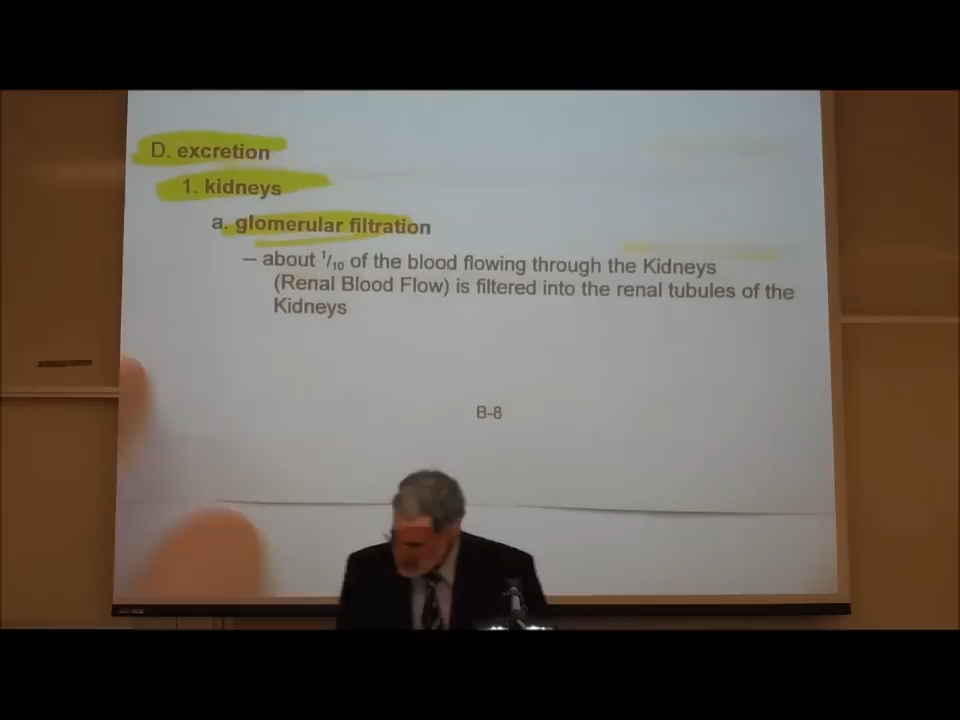 D. excretion
1. kidneys
a. glomerular filtration
– about 1/10 of the blood flowing through the Kidneys
(Renal Blood Flow) is filtered into the renal tubules of the
Kidneys
B-8